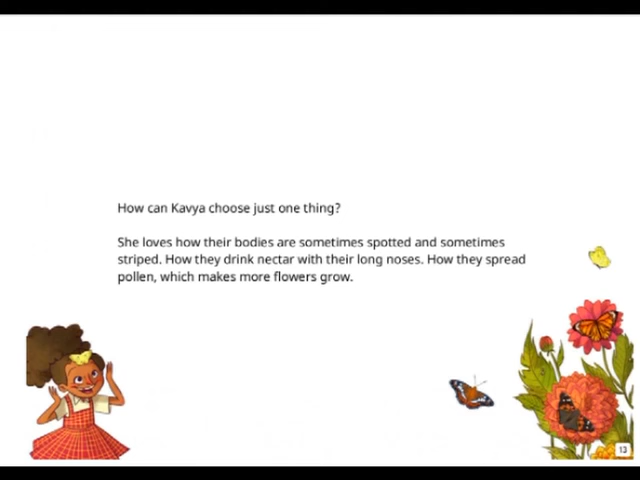 How can Kavya choose just one thing?
She loves how their bodies are sometimes spotted and sometimes
striped. How they drink nectar with their long noses. How they spread
pollen, which makes more flowers grow.
13